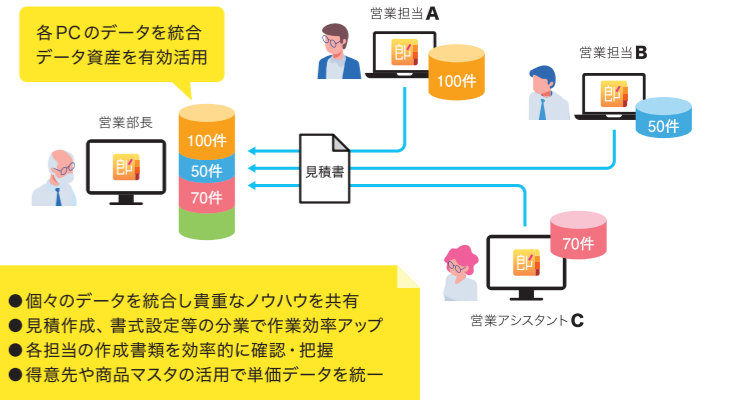 各PCのデータを統合
データ資産を有効活用
営業担当A
郎
100件
営業担当B
郎
50件
営業部長
郎
100件
50件
70件
見積書
郎
70件
営業アシスタントC
●個々のデータを統合し貴重なノウハウを共有
●見積作成、書式設定等の分業で作業効率アップ
●各担当の作成書類を効率的に確認・把握
●得意先や商品マスタの活用で単価データを統一